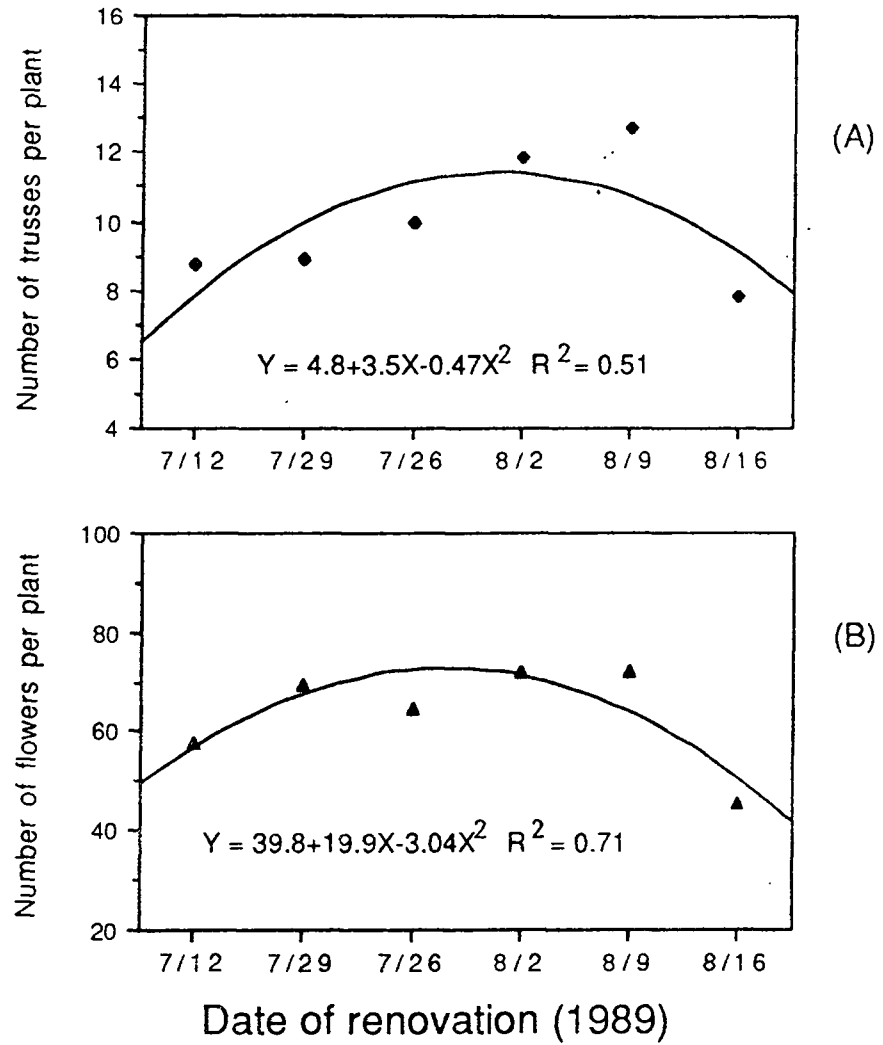 Number of trusses per plant
16
14
12
10
8
6
4
(A)
Y = 4.8+3.5X-0.47X² R² = 0.51
7/12 7/29 7/26 8/2 8/9 8/16
Number of flowers per plant
100
80
60
40
20
(B)
Y = 39.8+19.9X-3.04X² R² = 0.71
7/12 7/29 7/26 8/2 8/9 8/16
Date of renovation (1989)